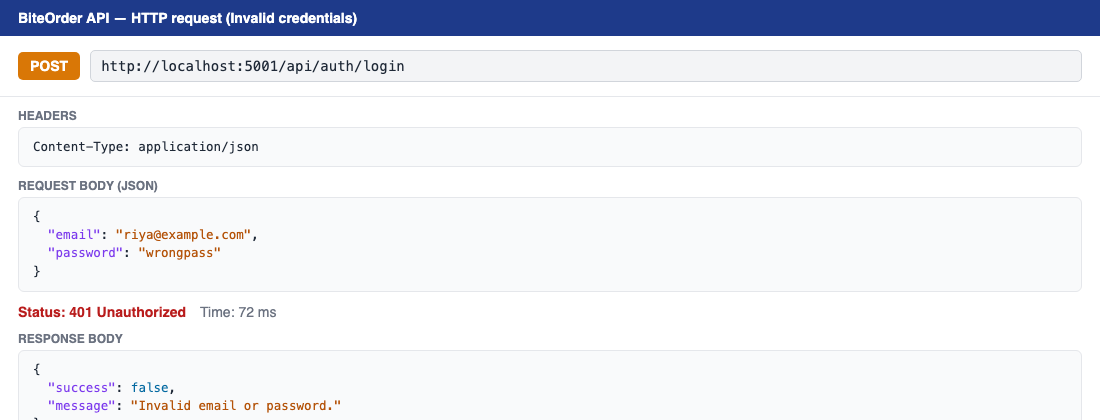 BiteOrder API — HTTP request (Invalid credentials)
POST http://localhost:5001/api/auth/login
HEADERS
Content-Type: application/json
REQUEST BODY (JSON)
{
  "email": "riya@example.com",
  "password": "wrongpass"
}
Status: 401 Unauthorized Time: 72 ms
RESPONSE BODY
{
  "success": false,
  "message": "Invalid email or password."